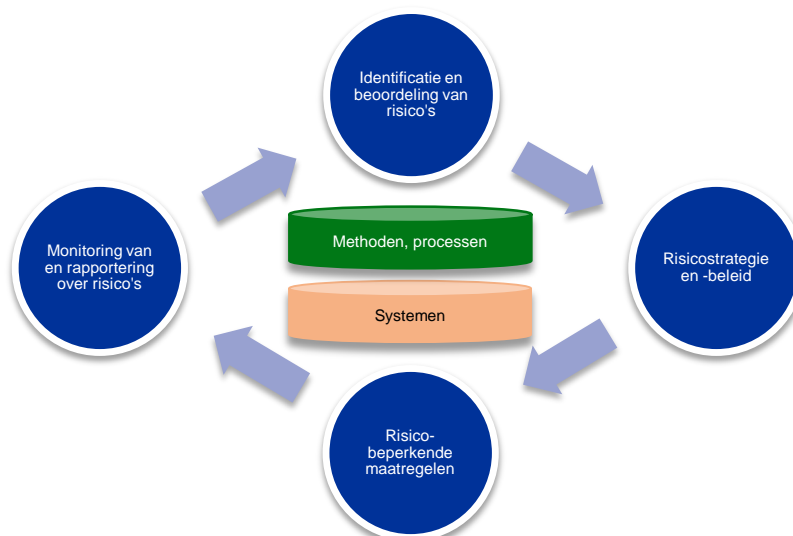 Identificatie en
beoordeling van
risico's
Methoden, processen
Monitoring van
en rapportering
over risico's
Risicostrategie
en -beleid
Systemen
Risico-
beperkende
maatregelen